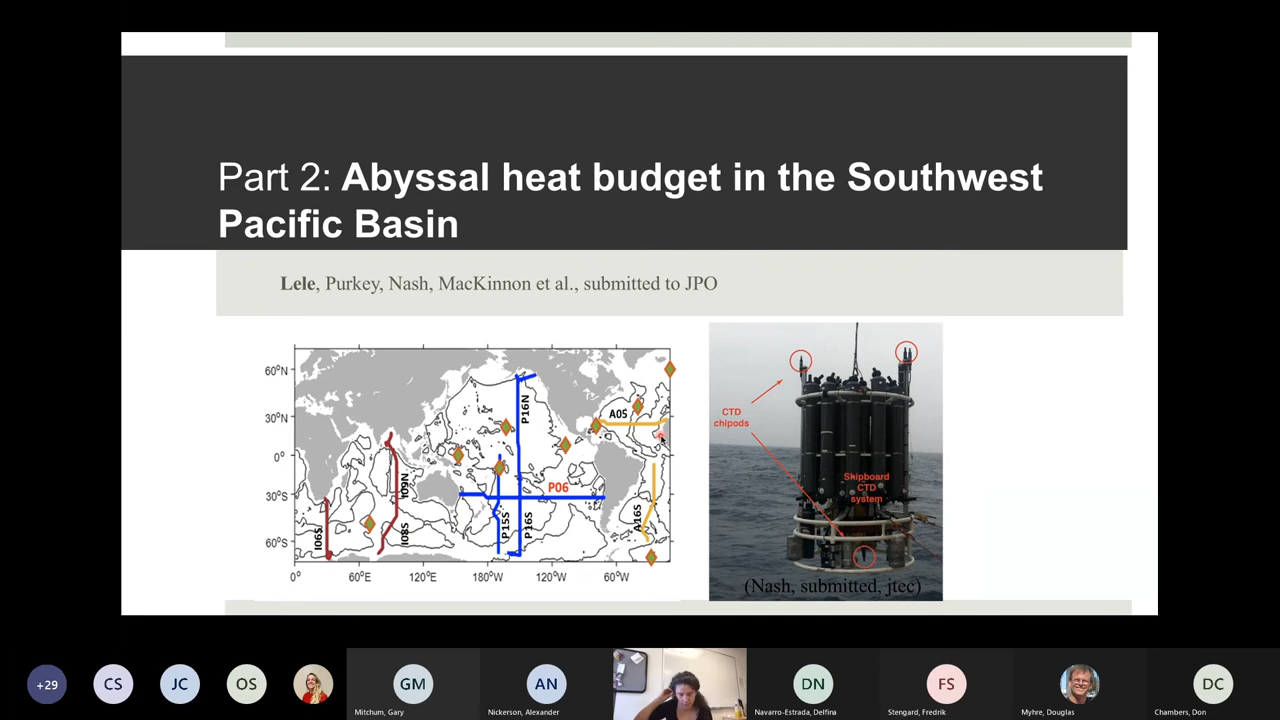 Part 2: Abyssal heat budget in the Southwest
Pacific Basin
Lele, Purkey, Nash, MacKinnon et al., submitted to JPO
60°N
30°N
0°
30°S
60°S
0°
60°E
120°E
180°W
120°W
60°W
I06S
I09N
I08S
P16N
P15S
P16S
P06
A05
A16S
CTD
chipods
Skipboard
CTD
system
(Nash, submitted, jtec)
+29
CS
JC
OS
GM
Mitchum, Gary
AN
Nickerson, Alexander
DN
Navarro-Estrada, Delfina
FS
Stengard, Fredrik
Myhre, Douglas
DC
Chambers, Don